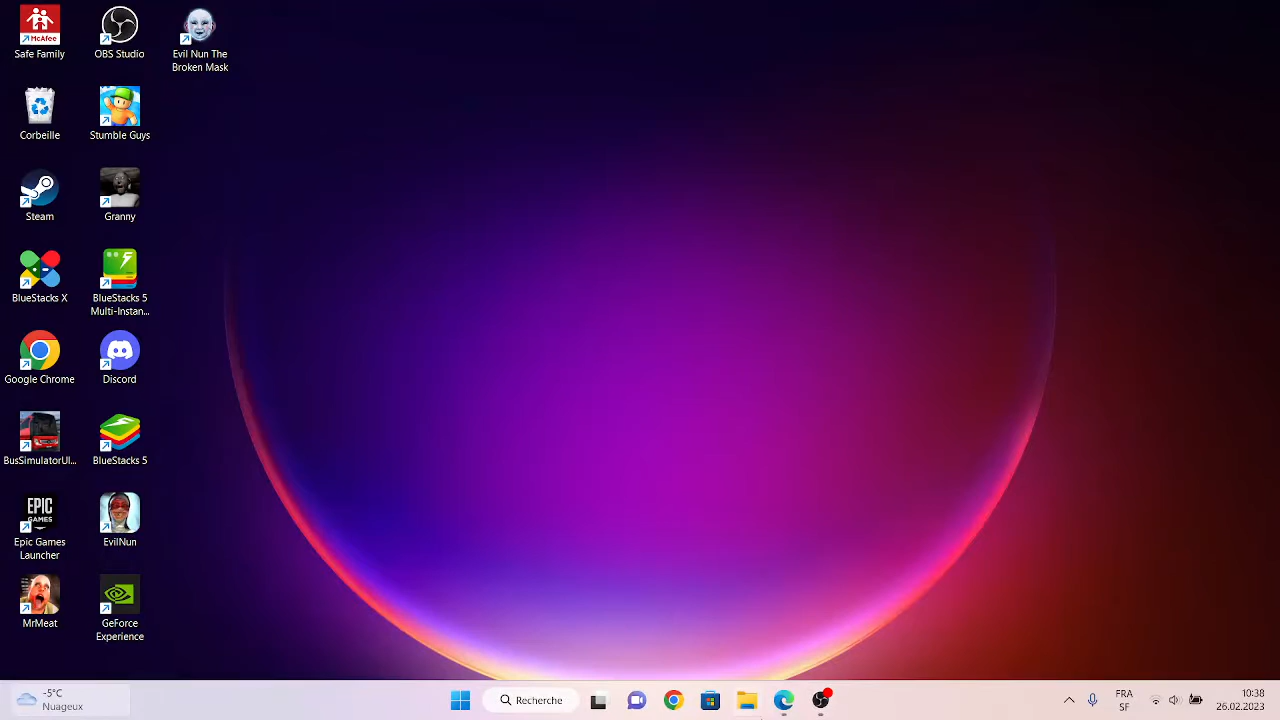 McAfee
Safe Family
OBS Studio
Evil Nun The
Broken Mask
Corbeille
Stumble Guys
Steam
Granny
BlueStacks X
BlueStacks 5
Multi-Instan...
Google Chrome
Discord
BusSimulatorUl...
BlueStacks 5
EPIC
GAMES
Epic Games
Launcher
EvilNun
MrMeat
GeForce
Experience
-5°C
Nuageux
Recherche
FRA
SF
10:38
26.02.2023